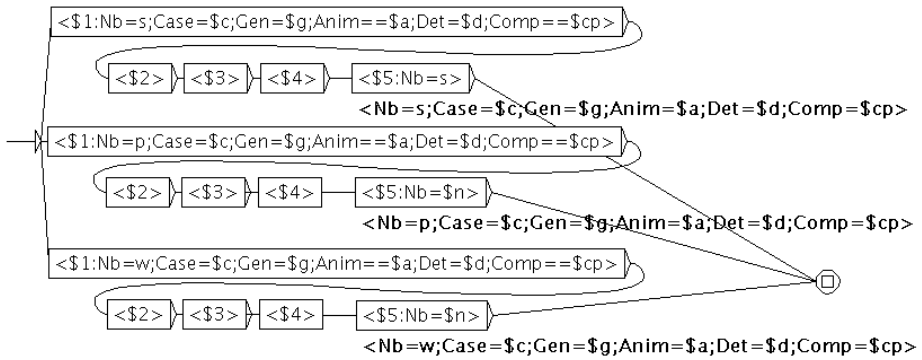 <$1:Nb=s;Case=$c;Gen=$g;Anim==$a;Det=$d;Comp==$cp>
<$2> <$3> <$4> <$5:Nb=s>
<Nb=s;Case=$c;Gen=$g;Anim=$a;Det=$d;Comp=$cp>
<$1:Nb=p;Case=$c;Gen=$g;Anim==$a;Det=$d;Comp==$cp>
<$2> <$3> <$4> <$5:Nb=$n>
<Nb=p;Case=$c;Gen=$g;Anim=$a;Det=$d;Comp=$cp>
<$1:Nb=w;Case=$c;Gen=$g;Anim==$a;Det=$d;Comp==$cp>
<$2> <$3> <$4> <$5:Nb=$n>
<Nb=w;Case=$c;Gen=$g;Anim=$a;Det=$d;Comp=$cp>